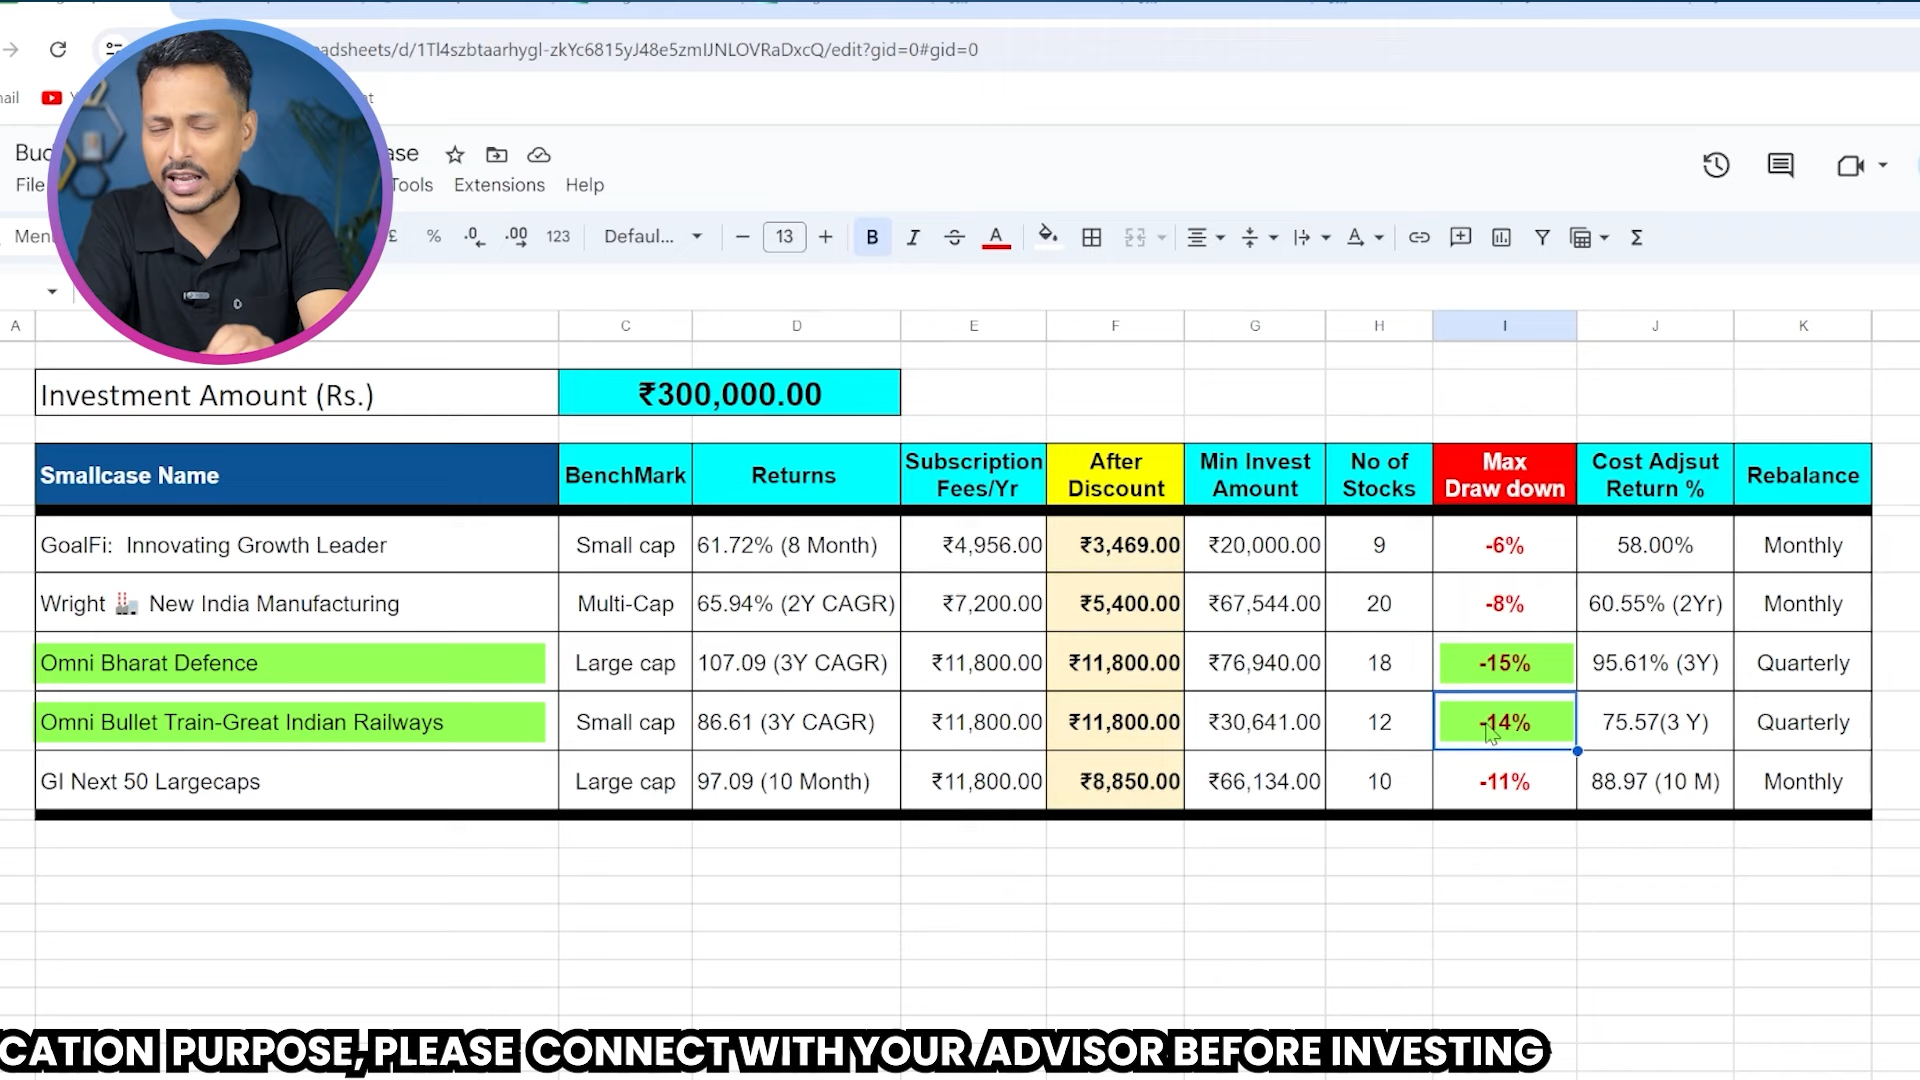 adsheets/d/1Tl4szbtaarhygl-zkYc6815yJ48e5zmIJNLOVRaDxcQ/edit?gid=0#gid=0
ail
Buc ase
File Tools Extensions Help
Men £ % .0 .00 123 Defaul... − 13 + B I A Σ
A C D E F G H I J K
Investment Amount (Rs.) ₹300,000.00
Smallcase Name BenchMark Returns Subscription Fees/Yr After Discount Min Invest Amount No of Stocks Max Draw down Cost Adjsut Return % Rebalance
GoalFi: Innovating Growth Leader Small cap 61.72% (8 Month) ₹4,956.00 ₹3,469.00 ₹20,000.00 9 -6% 58.00% Monthly
Wright 🏭 New India Manufacturing Multi-Cap 65.94% (2Y CAGR) ₹7,200.00 ₹5,400.00 ₹67,544.00 20 -8% 60.55% (2Yr) Monthly
Omni Bharat Defence Large cap 107.09 (3Y CAGR) ₹11,800.00 ₹11,800.00 ₹76,940.00 18 -15% 95.61% (3Y) Quarterly
Omni Bullet Train-Great Indian Railways Small cap 86.61 (3Y CAGR) ₹11,800.00 ₹11,800.00 ₹30,641.00 12 -14% 75.57(3 Y) Quarterly
GI Next 50 Largecaps Large cap 97.09 (10 Month) ₹11,800.00 ₹8,850.00 ₹66,134.00 10 -11% 88.97 (10 M) Monthly
CATION PURPOSE, PLEASE CONNECT WITH YOUR ADVISOR BEFORE INVESTING